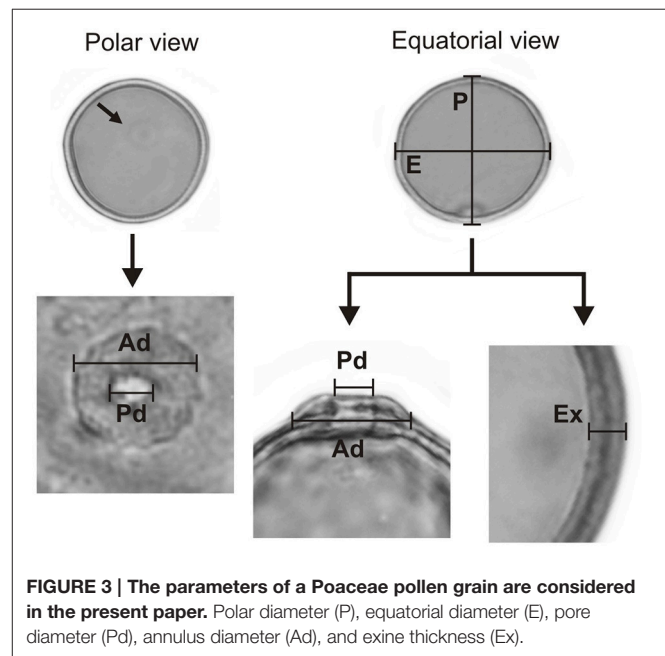 Polar view
Equatorial view
P
E
Ad
Pd
Pd
Ad
Ex
FIGURE 3 | The parameters of a Poaceae pollen grain are considered
in the present paper. Polar diameter (P), equatorial diameter (E), pore
diameter (Pd), annulus diameter (Ad), and exine thickness (Ex).